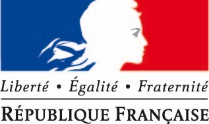 Liberté • Égalité • Fraternité
RÉPUBLIQUE FRANÇAISE